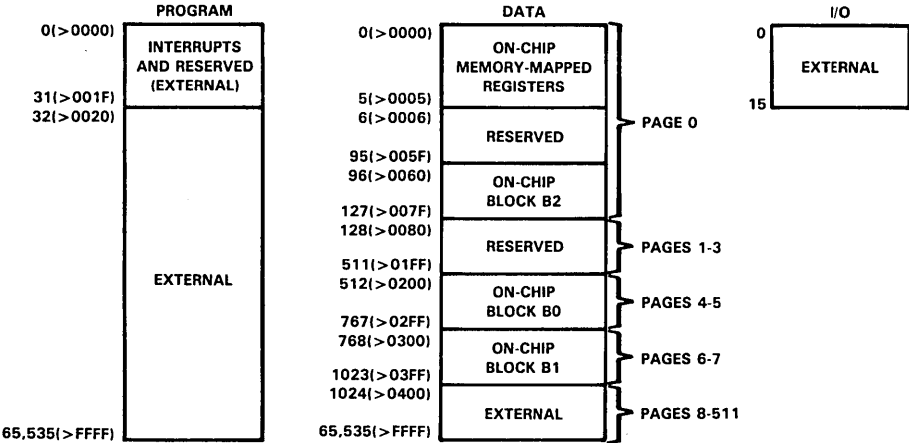 PROGRAM
0(>0000)
INTERRUPTS
AND RESERVED
(EXTERNAL)
31(>001F)
32(>0020)
EXTERNAL
65,535(>FFFF)
DATA
0(>0000)
ON-CHIP
MEMORY-MAPPED
REGISTERS
5(>0005)
6(>0006)
RESERVED
95(>005F)
96(>0060)
ON-CHIP
BLOCK B2
127(>007F)
PAGE 0
128(>0080)
RESERVED
511(>01FF)
PAGES 1-3
512(>0200)
ON-CHIP
BLOCK B0
767(>02FF)
PAGES 4-5
768(>0300)
ON-CHIP
BLOCK B1
1023(>03FF)
PAGES 6-7
1024(>0400)
EXTERNAL
65,535(>FFFF)
PAGES 8-511
I/O
0
EXTERNAL
15